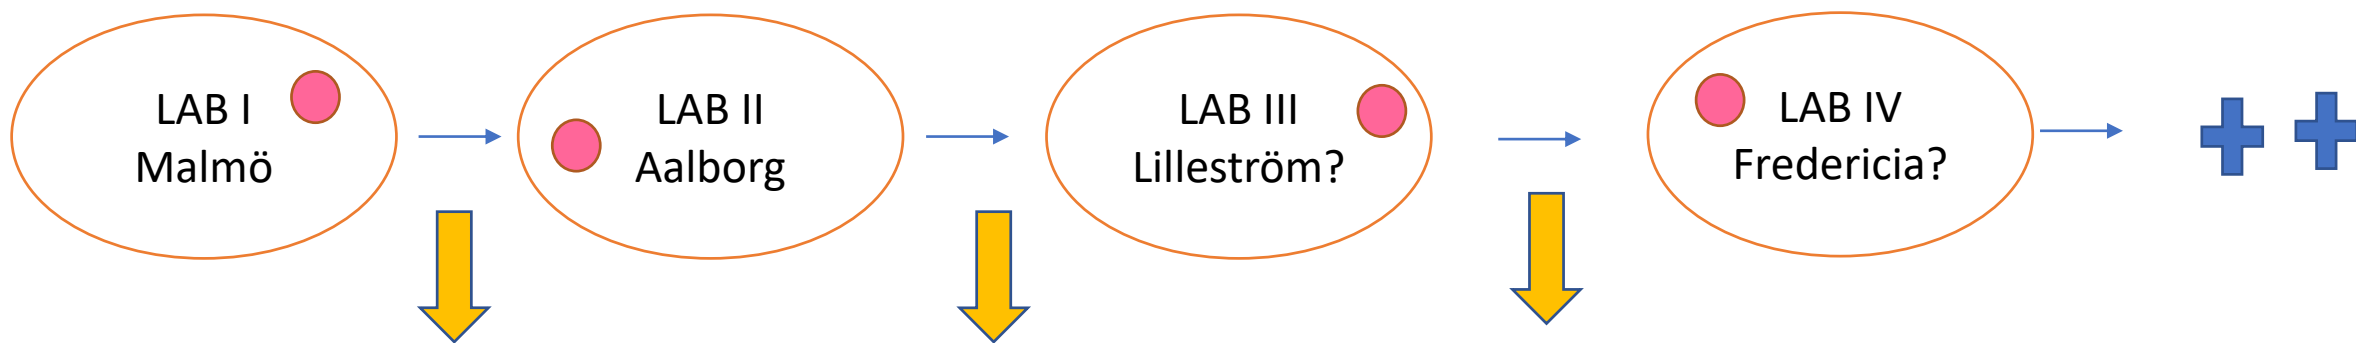 LAB I
Malmö
LAB II
Aalborg
LAB III
Lilleström?
LAB IV
Fredericia?